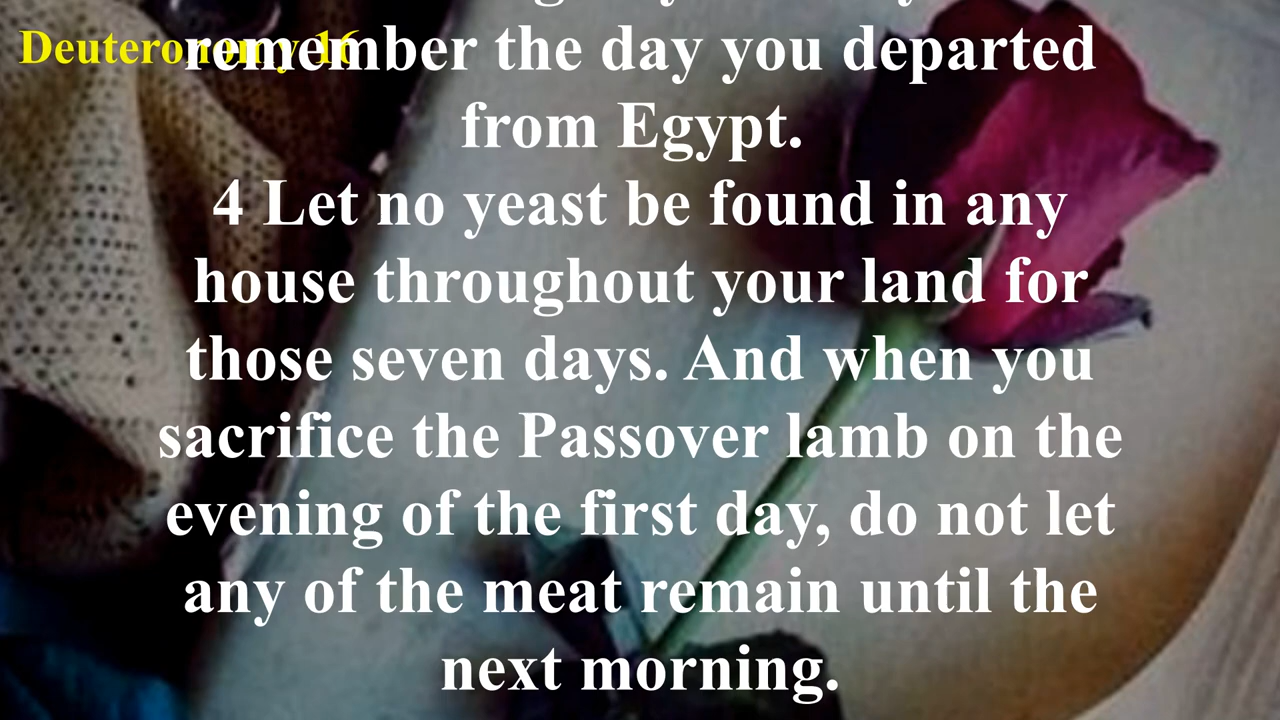 Deuteronomy 16
remember the day you departed
from Egypt.
4 Let no yeast be found in any
house throughout your land for
those seven days. And when you
sacrifice the Passover lamb on the
evening of the first day, do not let
any of the meat remain until the
next morning.